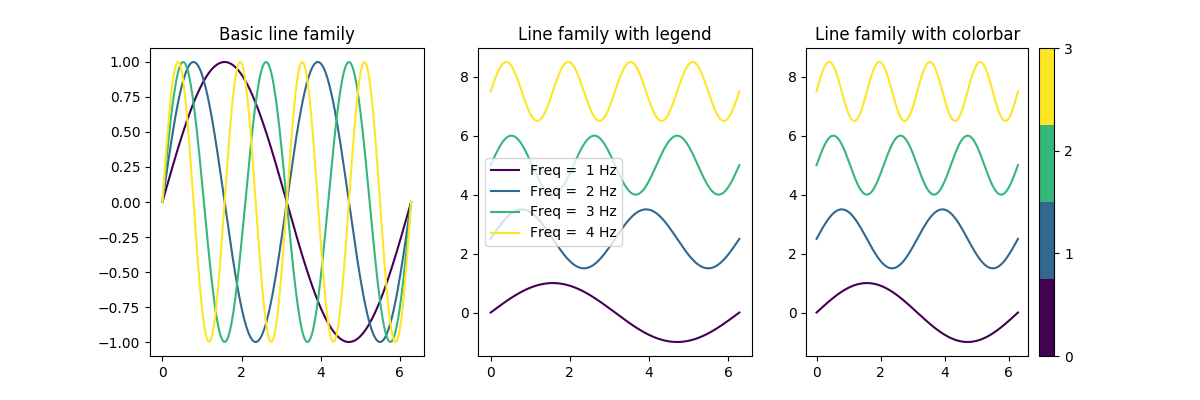 Basic line family
1.00
0.75
0.50
0.25
0.00
−0.25
−0.50
−0.75
−1.00
0 2 4 6
Line family with legend
8
6
4
2
0
Freq =  1 Hz
Freq =  2 Hz
Freq =  3 Hz
Freq =  4 Hz
0 2 4 6
Line family with colorbar
8
6
4
2
0
0 2 4 6
3
2
1
0